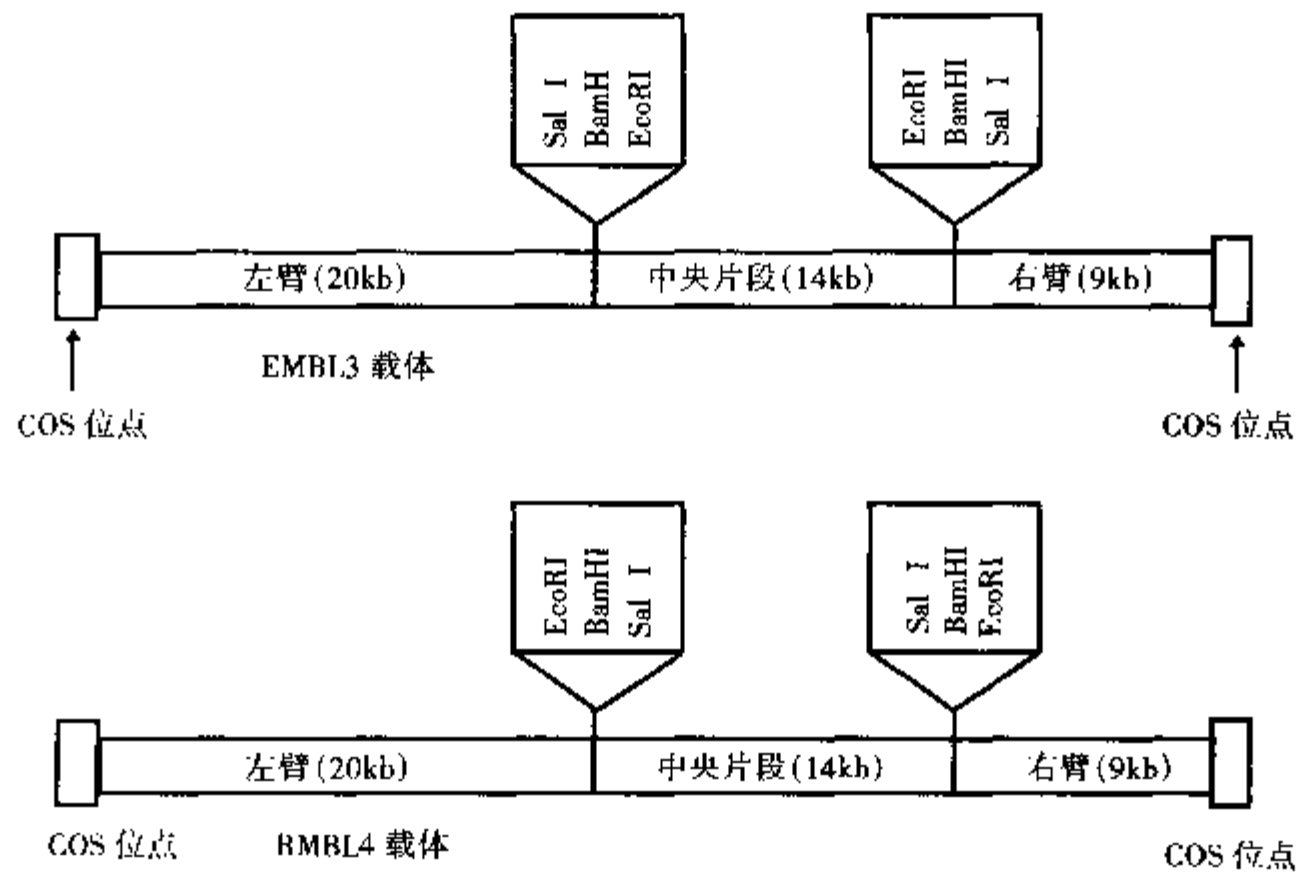 Sal I
BamH
EcoRI
EcoRI
BamHI
Sal I
左臂(20kb)
中央片段(14kb)
右臂(9kb)
EMBL3 载体
COS 位点
COS 位点
EcoRI
BamHI
Sal I
Sal I
BamHI
EcoRI
左臂(20kb)
中央片段(14kb)
右臂(9kb)
COS 位点
RMBL4 载体
COS 位点